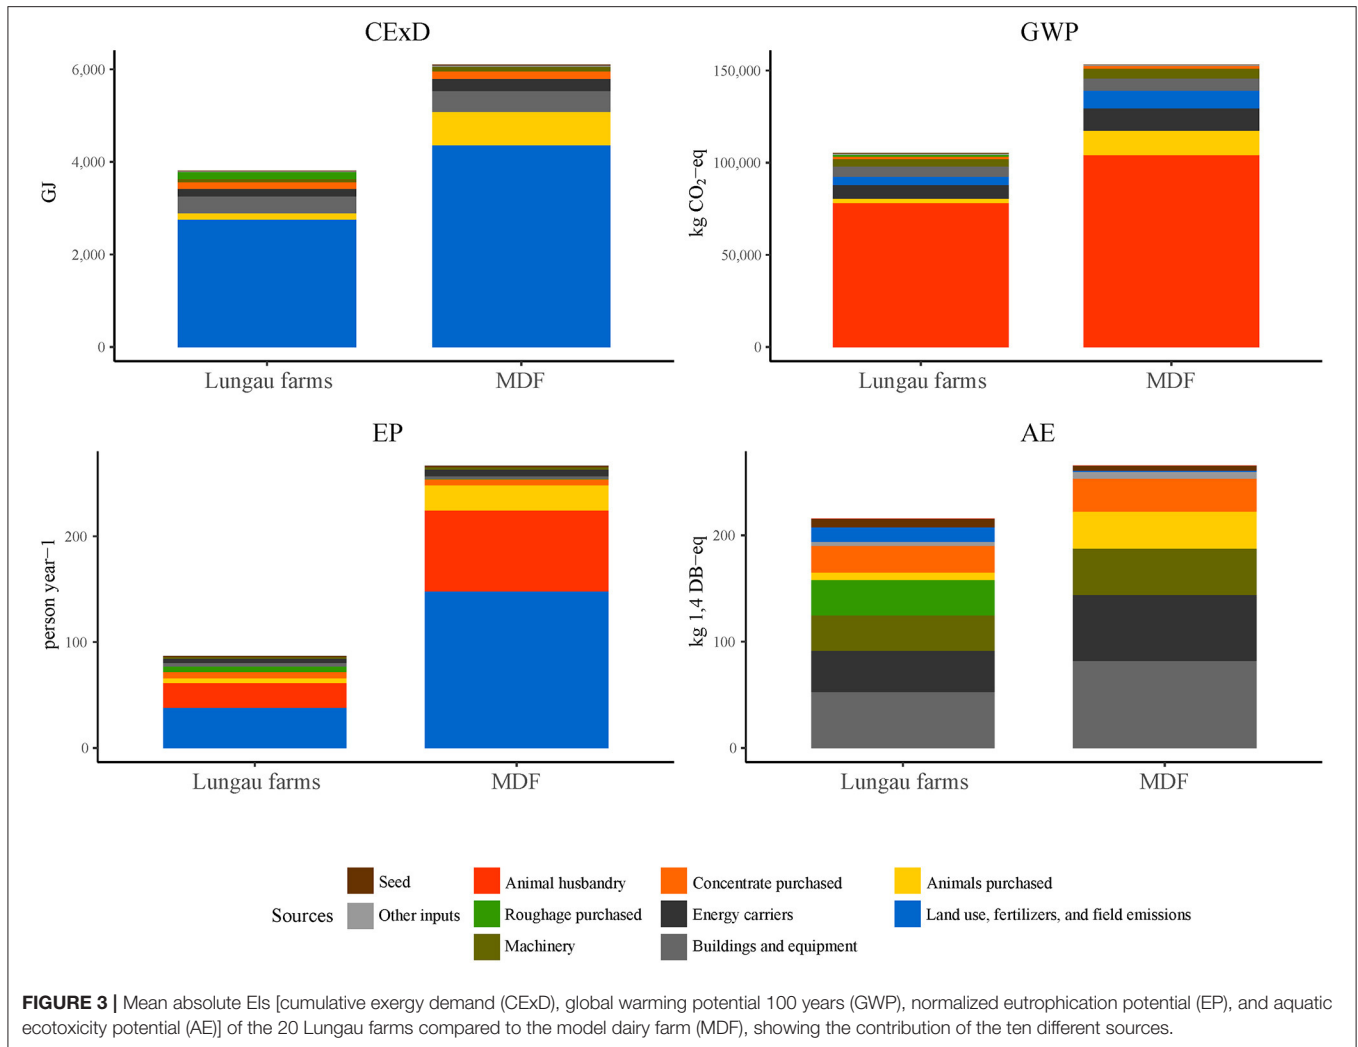 CExD
GJ
6,000
4,000
2,000
0
Lungau farms
MDF
GWP
kg CO₂−eq
150,000
100,000
50,000
0
Lungau farms
MDF
EP
person year−1
200
100
0
Lungau farms
MDF
AE
kg 1,4 DB−eq
200
100
0
Lungau farms
MDF
Sources
Seed
Other inputs
Animal husbandry
Roughage purchased
Machinery
Concentrate purchased
Energy carriers
Buildings and equipment
Animals purchased
Land use, fertilizers, and field emissions
FIGURE 3 | Mean absolute EIs [cumulative exergy demand (CExD), global warming potential 100 years (GWP), normalized eutrophication potential (EP), and aquatic
ecotoxicity potential (AE)] of the 20 Lungau farms compared to the model dairy farm (MDF), showing the contribution of the ten different sources.